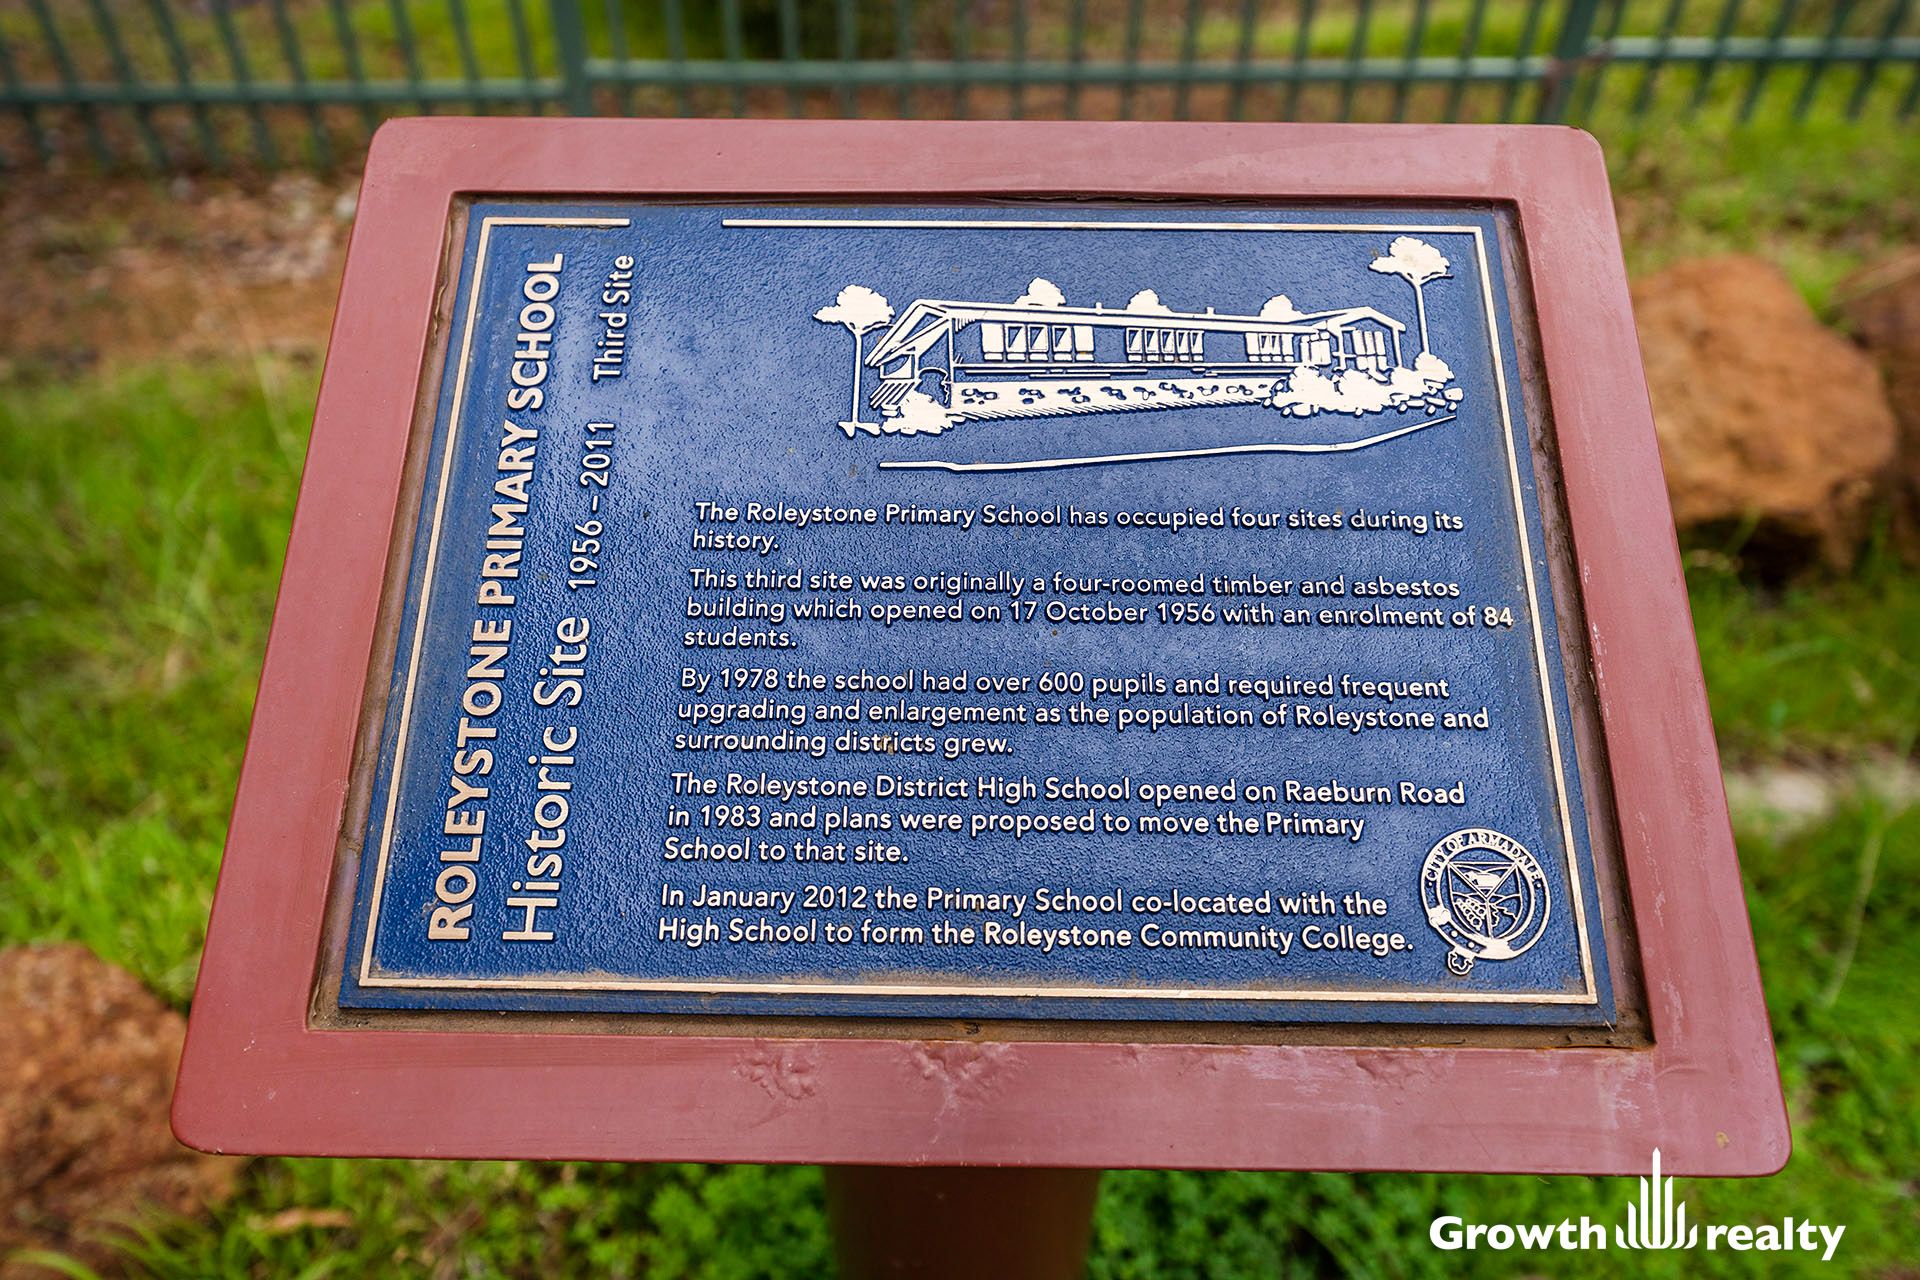 ROLEYSTONE PRIMARY SCHOOL
Historic Site 1956 – 2011 Third Site
The Roleystone Primary School has occupied four sites during its
history.
This third site was originally a four-roomed timber and asbestos
building which opened on 17 October 1956 with an enrolment of 84
students.
By 1978 the school had over 600 pupils and required frequent
upgrading and enlargement as the population of Roleystone and
surrounding districts grew.
The Roleystone District High School opened on Raeburn Road
in 1983 and plans were proposed to move the Primary
School to that site.
In January 2012 the Primary School co-located with the
High School to form the Roleystone Community College.
CITY OF ARMADALE
Growth realty